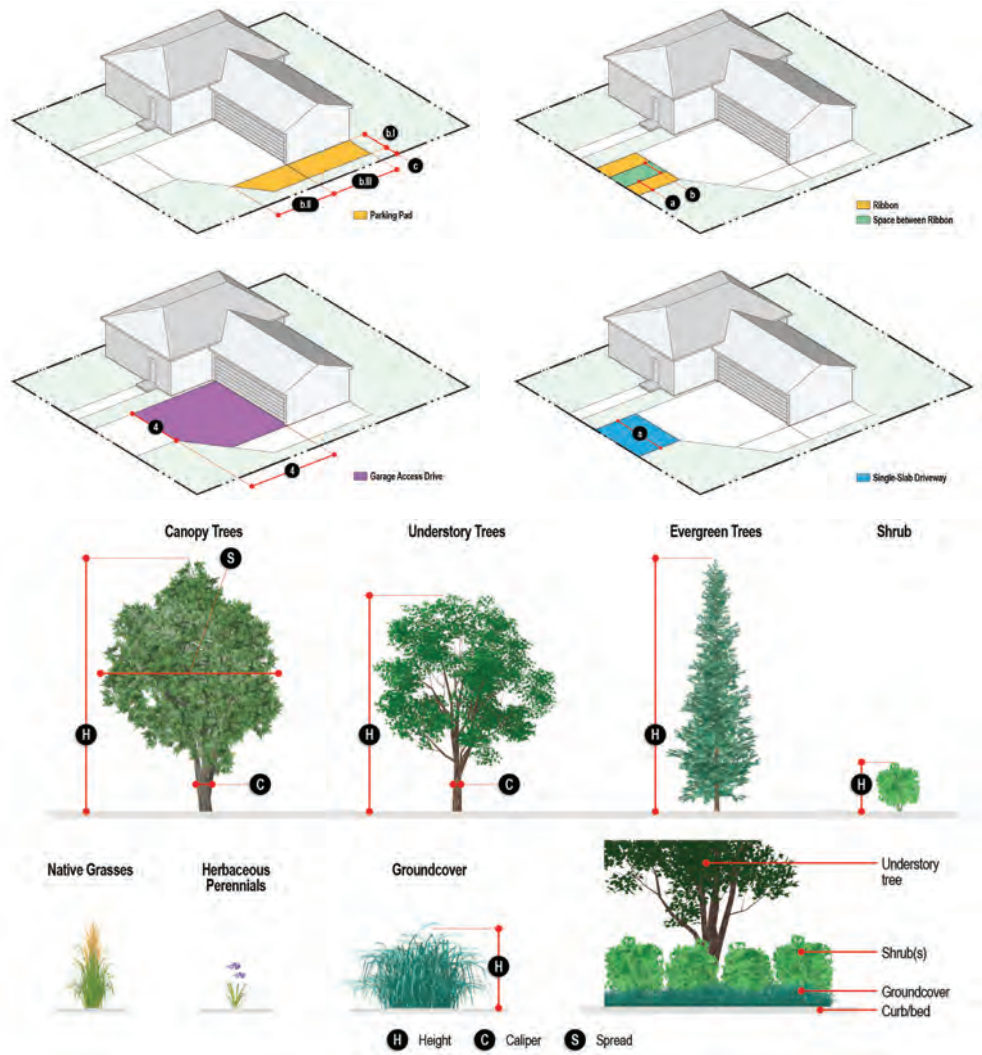 b.I
c
b.III
b.II
Parking Pad
b
a
Ribbon
Space between Ribbon
4
4
Garage Access Drive
a
Single-Slab Driveway
Canopy Trees
Understory Trees
Evergreen Trees
Shrub
S
H
C
H
C
H
H
Native Grasses
Herbaceous
Perennials
Groundcover
H
Understory
tree
Shrub(s)
Groundcover
Curb/bed
H Height C Caliper S Spread